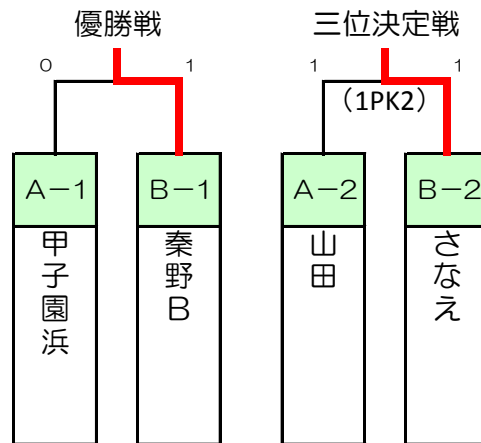 優勝戦
三位決定戦
0 1
1 1
（1PK2）
A－1
B－1
A－2
B－2
甲子園浜
秦野B
山田
さなえ